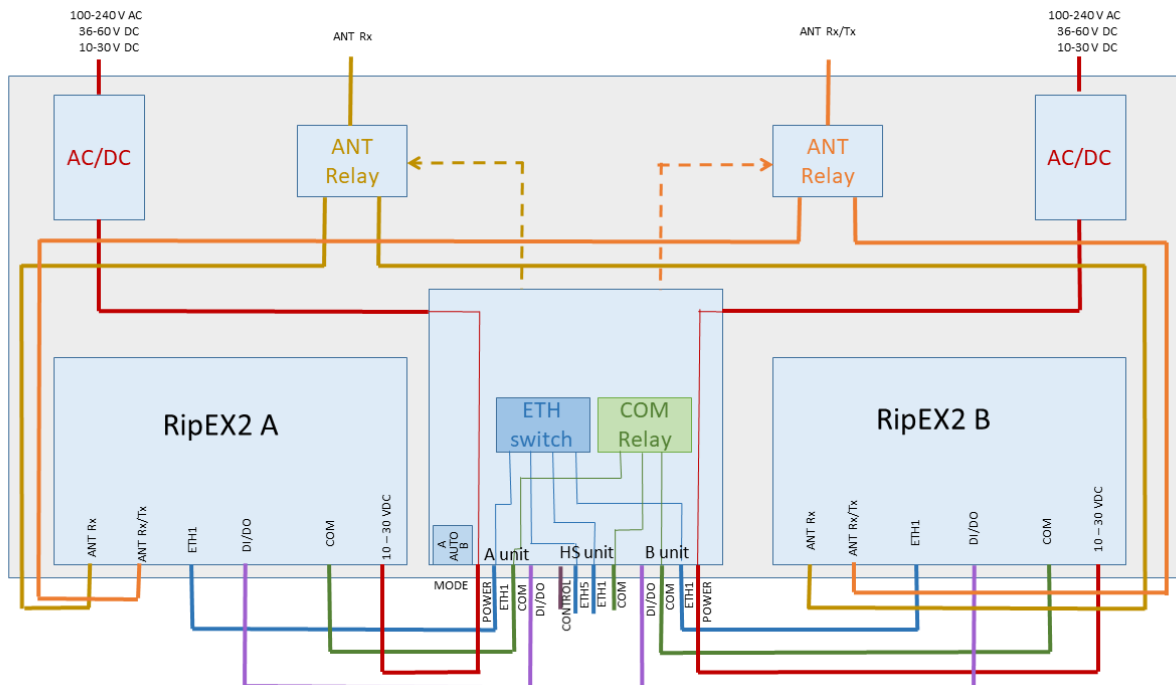 100-240 V AC
36-60 V DC
10-30 V DC
ANT Rx
ANT Rx/Tx
100-240 V AC
36-60 V DC
10-30 V DC
AC/DC
ANT
Relay
ANT
Relay
AC/DC
RipEX2 A
ETH
switch
COM
Relay
RipEX2 B
ANT Rx
ANT Rx/Tx
ETH1
DI/DO
COM
10 – 30 VDC
A
AUTO
B
MODE
A unit
HS unit
B unit
POWER
ETH1
COM
DI/DO
CONTROL
ETH5
ETH1
COM
DI/DO
COM
ETH1
POWER
ANT Rx
ANT Rx/Tx
ETH1
DI/DO
COM
10 – 30 VDC